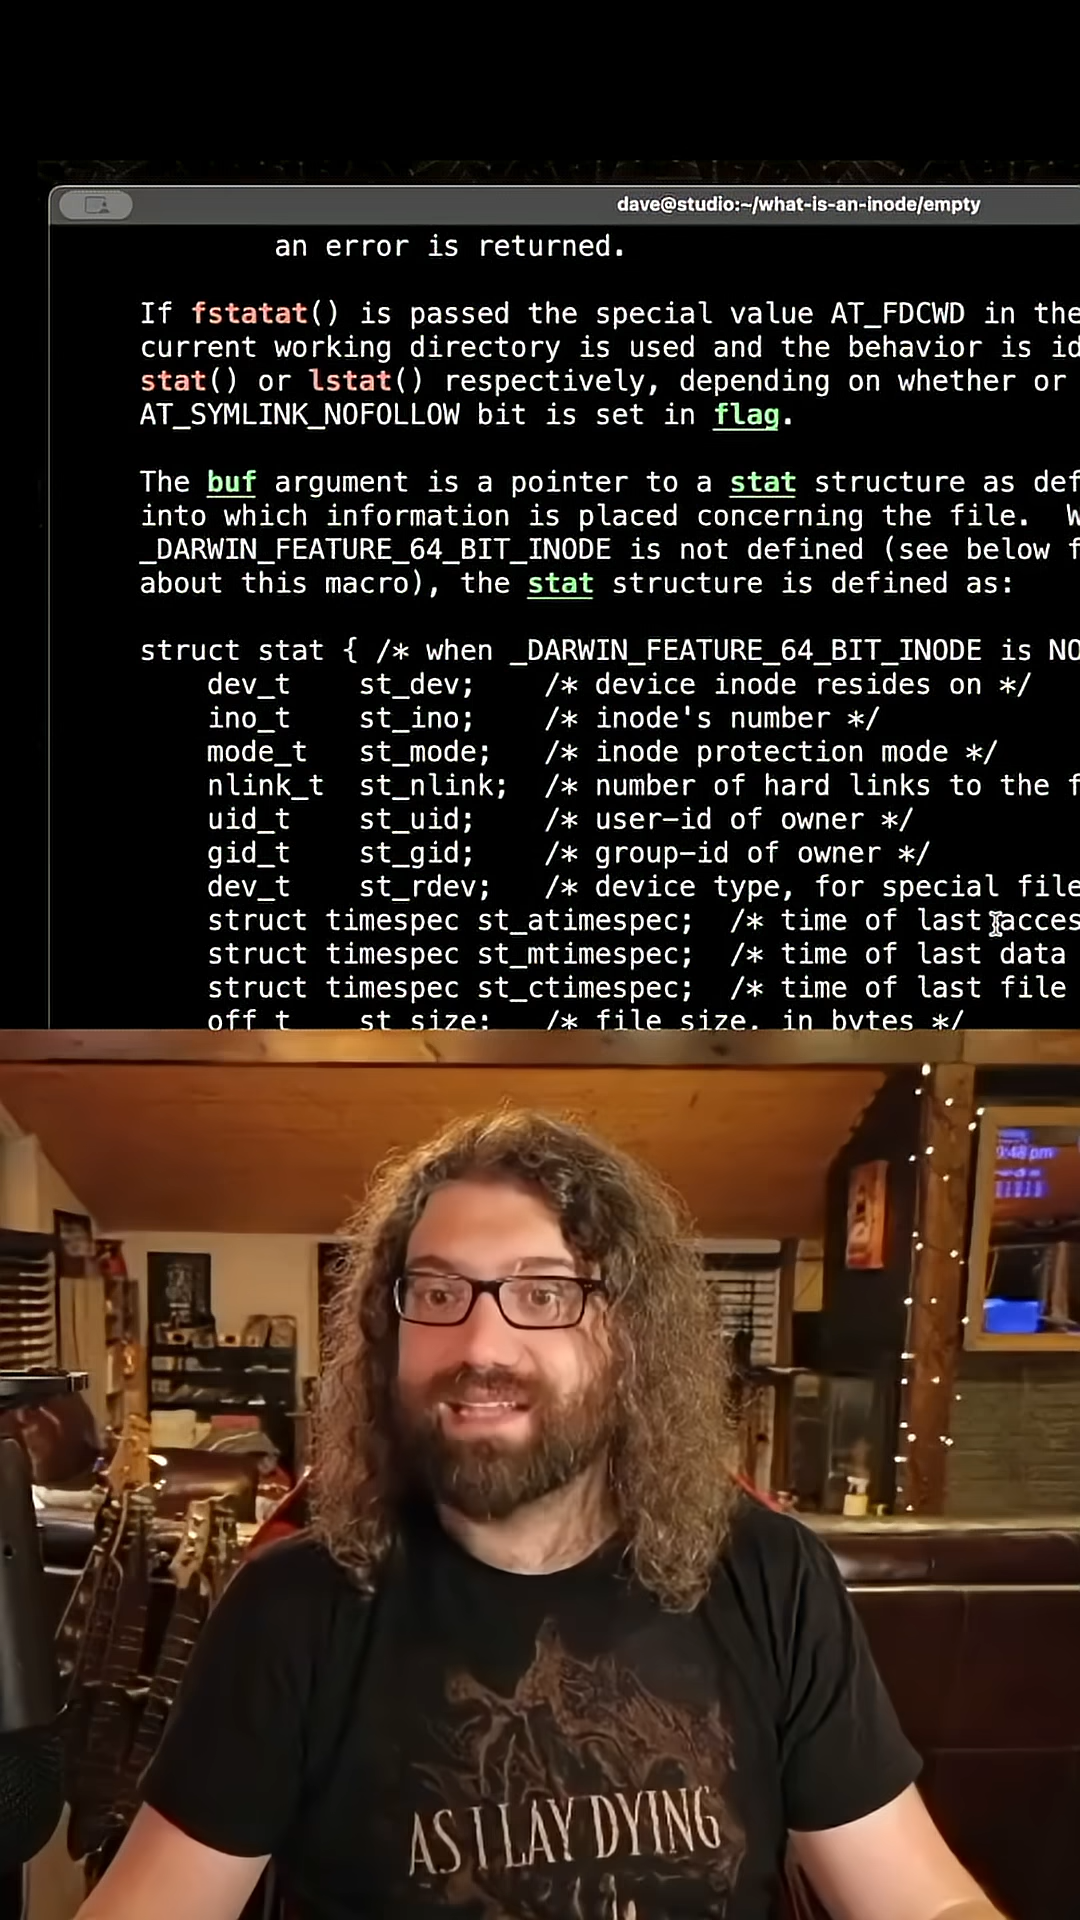 dave@studio:~/what-is-an-inode/empty
an error is returned.
If fstatat() is passed the special value AT_FDCWD in the
current working directory is used and the behavior is id
stat() or lstat() respectively, depending on whether or
AT_SYMLINK_NOFOLLOW bit is set in flag.
The buf argument is a pointer to a stat structure as def
into which information is placed concerning the file. W
_DARWIN_FEATURE_64_BIT_INODE is not defined (see below f
about this macro), the stat structure is defined as:
struct stat { /* when _DARWIN_FEATURE_64_BIT_INODE is NO
dev_t st_dev; /* device inode resides on */
ino_t st_ino; /* inode's number */
mode_t st_mode; /* inode protection mode */
nlink_t st_nlink; /* number of hard links to the f
uid_t st_uid; /* user-id of owner */
gid_t st_gid; /* group-id of owner */
dev_t st_rdev; /* device type, for special file
struct timespec st_atimespec; /* time of last acces
struct timespec st_mtimespec; /* time of last data
struct timespec st_ctimespec; /* time of last file
off_t st_size; /* file size, in bytes */
9:48 pm
AS I LAY DYING